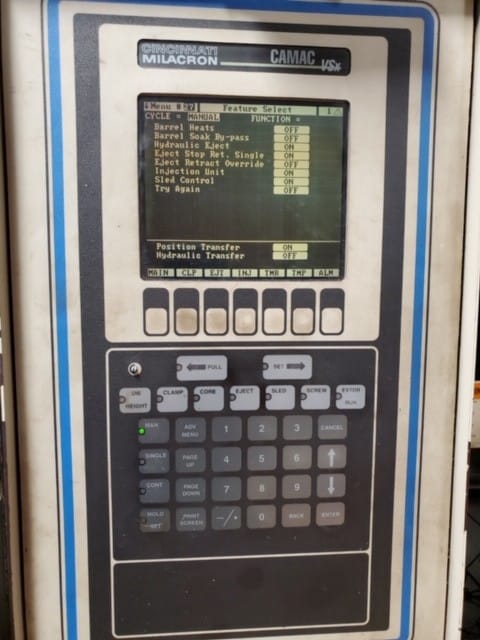 CINCINNATI
MILACRON CAMAC VSX
Menu # 27 Feature Select 1
CYCLE = MANUAL FUNCTION =
Barrel Heats OFF
Barrel Soak By-pass OFF
Hydraulic Eject ON
Eject Stop Ret. Single ON
Eject Retract Override OFF
Injection Unit ON
Sled Control ON
Try Again OFF
Position Transfer ON
Hydraulic Transfer OFF
MAIN CLP EJT INJ TMR TMP ALM
PULL SET
DIE HEIGHT CLAMP CORE EJECT SLED SCREW EXTER RUN
MAN ADV MENU 1 2 3 CANCEL
SINGLE PAGE UP 4 5 6
CONT PAGE DOWN 7 8 9
MOLD SET PRINT SCREEN -/. 0 BACK ENTER